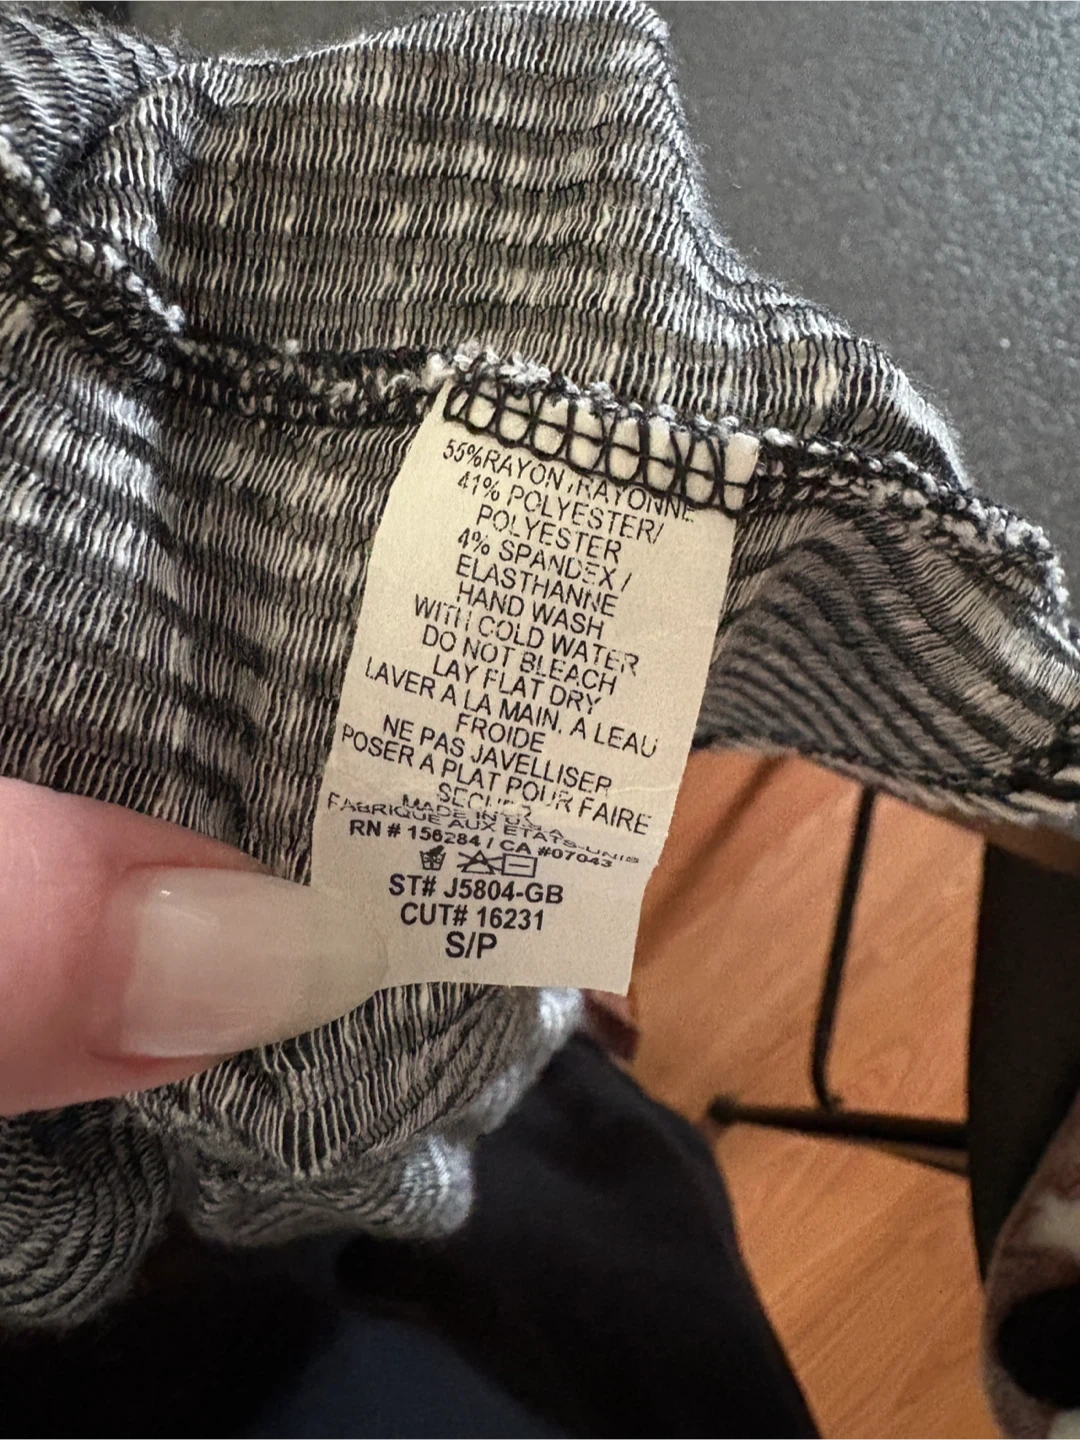 55%RAYON/RAYONNE
41% POLYESTER/
POLYESTER
4% SPANDEX /
ELASTHANNE
HAND WASH
WITH COLD WATER
DO NOT BLEACH
LAY FLAT DRY
LAVER A LA MAIN, A LEAU
FROIDE
NE PAS JAVELLISER
POSER A PLAT POUR FAIRE
MADE IN
FABRIQUE AUX ETATS-UNIS
RN # 156284 / CA #07043
ST# J5804-GB
CUT# 16231
S/P